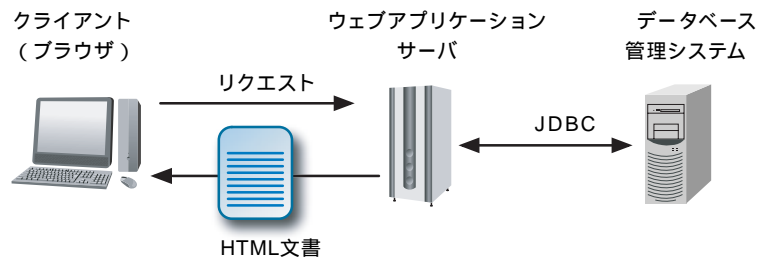 クライアント
（ブラウザ）
ウェブアプリケーション
サーバ
データベース
管理システム
リクエスト
JDBC
HTML文書